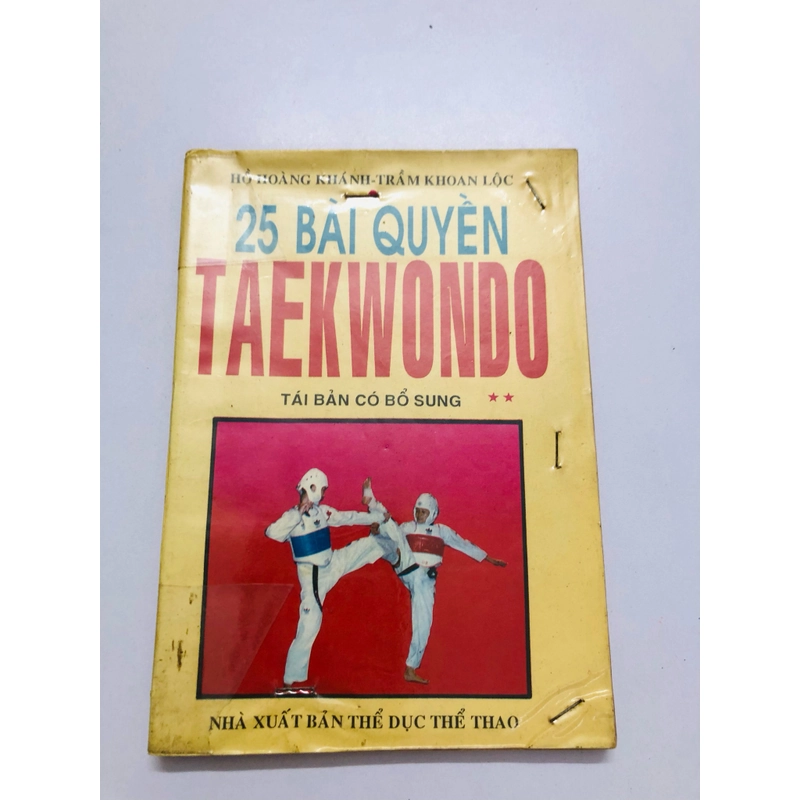 HỒ HOÀNG KHÁNH-TRẦM KHOAN LỘC
25 BÀI QUYỀN
TAEKWONDO
TÁI BẢN CÓ BỔ SUNG ★★
NHÀ XUẤT BẢN THỂ DỤC THỂ THAO